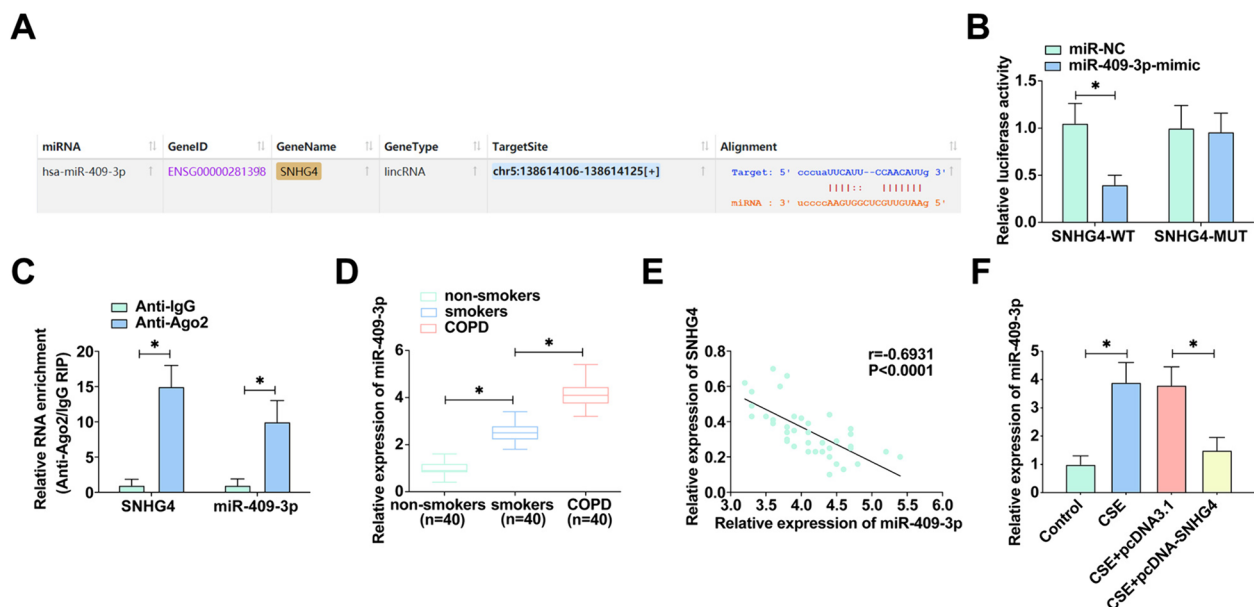 A
miRNA GeneID GeneName GeneType TargetSite Alignment
hsa-miR-409-3p ENSG00000281398 SNHG4 lincRNA chr5:138614106-138614125[+]
Target: 5' cccuaUUCAUU--CCAACAUUg 3'
||||:: |||||||
miRNA : 3' uccccAAGUGGCUCGUUGUAAg 5'
B
miR-NC
miR-409-3p-mimic
Relative luciferase activity
1.5
1.0
0.5
0.0
*
SNHG4-WT SNHG4-MUT
C
Anti-IgG
Anti-Ago2
Relative RNA enrichment
(Anti-Ago2/IgG RIP)
20
15
10
5
0
* *
SNHG4 miR-409-3p
D
non-smokers
smokers
COPD
Relative expression of miR-409-3p
6
4
2
0
* *
non-smokers smokers COPD
(n=40) (n=40) (n=40)
E
Relative expression of SNHG4
0.8
0.6
0.4
0.2
0.0
r=-0.6931
P<0.0001
3.0 3.5 4.0 4.5 5.0 5.5 6.0
Relative expression of miR-409-3p
F
Relative expression of miR-409-3p
5
4
3
2
1
0
* *
Control
CSE
CSE+pcDNA3.1
CSE+pcDNA-SNHG4